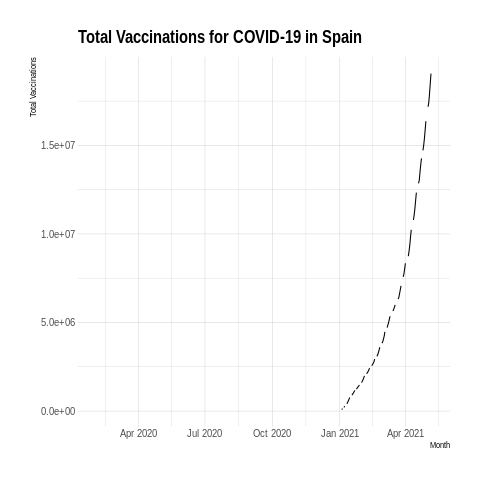 Total Vaccinations for COVID-19 in Spain
Total Vaccinations
1.5e+07
1.0e+07
5.0e+06
0.0e+00
Apr 2020 Jul 2020 Oct 2020 Jan 2021 Apr 2021
Month